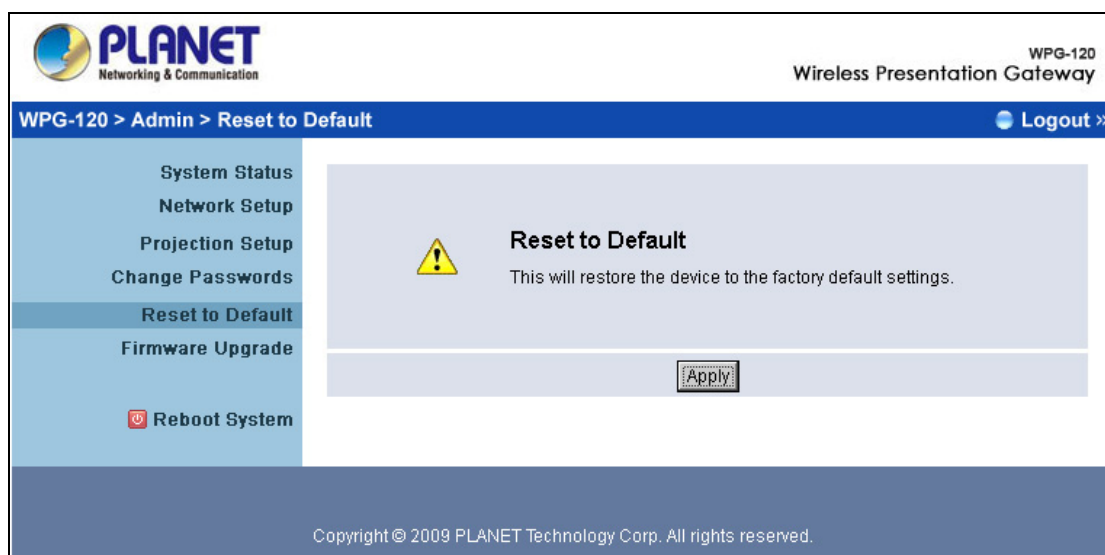 PLANET
Networking & Communication
WPG-120
Wireless Presentation Gateway
WPG-120 > Admin > Reset to Default
Logout »
System Status
Network Setup
Projection Setup
Change Passwords
Reset to Default
Firmware Upgrade
Reboot System
Reset to Default
This will restore the device to the factory default settings.
Apply
Copyright © 2009 PLANET Technology Corp. All rights reserved.